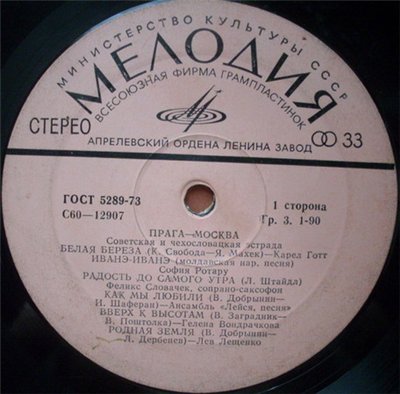 МИНИСТЕРСТВО КУЛЬТУРЫ СССР
МЕЛОДИЯ
ВСЕСОЮЗНАЯ ФИРМА ГРАМПЛАСТИНОК
СТЕРЕО
33
АПРЕЛЕВСКИЙ ОРДЕНА ЛЕНИНА ЗАВОД
ГОСТ 5289-73
С60—12907
1 сторона
Гр. 3. 1-90
ПРАГА—МОСКВА
Советская и чехословацкая эстрада
БЕЛАЯ БЕРЕЗА (К. Свобода—Я. Махек)—Карел Готт
ИВАНЭ-ИВАНЭ (молдавская нар. песня)
София Ротару
РАДОСТЬ ДО САМОГО УТРА (Л. Штайдл)
Феликс Словачек, сопрано-саксофон
КАК МЫ ЛЮБИЛИ (В. Добрынин—
И. Шаферан)—Ансамбль «Лейся, песня»
ВВЕРХ К ВЫСОТАМ (В. Заградник—
В. Поштолка)—Гелена Вондрачкова
РОДНАЯ ЗЕМЛЯ (В. Добрынин—
Л. Дербенев)—Лев Лещенко